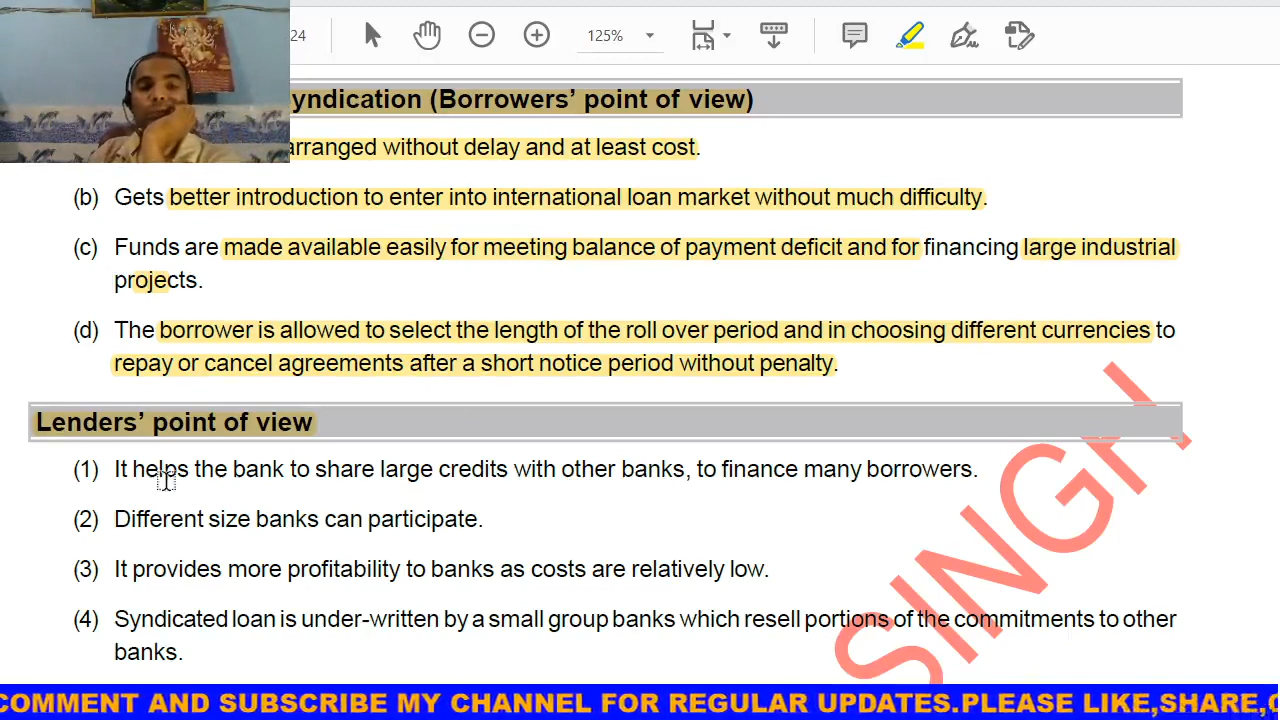 24
125%
yndication (Borrowers’ point of view)
arranged without delay and at least cost.
(b) Gets better introduction to enter into international loan market without much difficulty.
(c) Funds are made available easily for meeting balance of payment deficit and for financing large industrial
projects.
(d) The borrower is allowed to select the length of the roll over period and in choosing different currencies to
repay or cancel agreements after a short notice period without penalty.
Lenders’ point of view
(1) It helps the bank to share large credits with other banks, to finance many borrowers.
(2) Different size banks can participate.
(3) It provides more profitability to banks as costs are relatively low.
(4) Syndicated loan is under-written by a small group banks which resell portions of the commitments to other
banks.
SINGH
COMMENT AND SUBSCRIBE MY CHANNEL FOR REGULAR UPDATES.PLEASE LIKE,SHARE,C